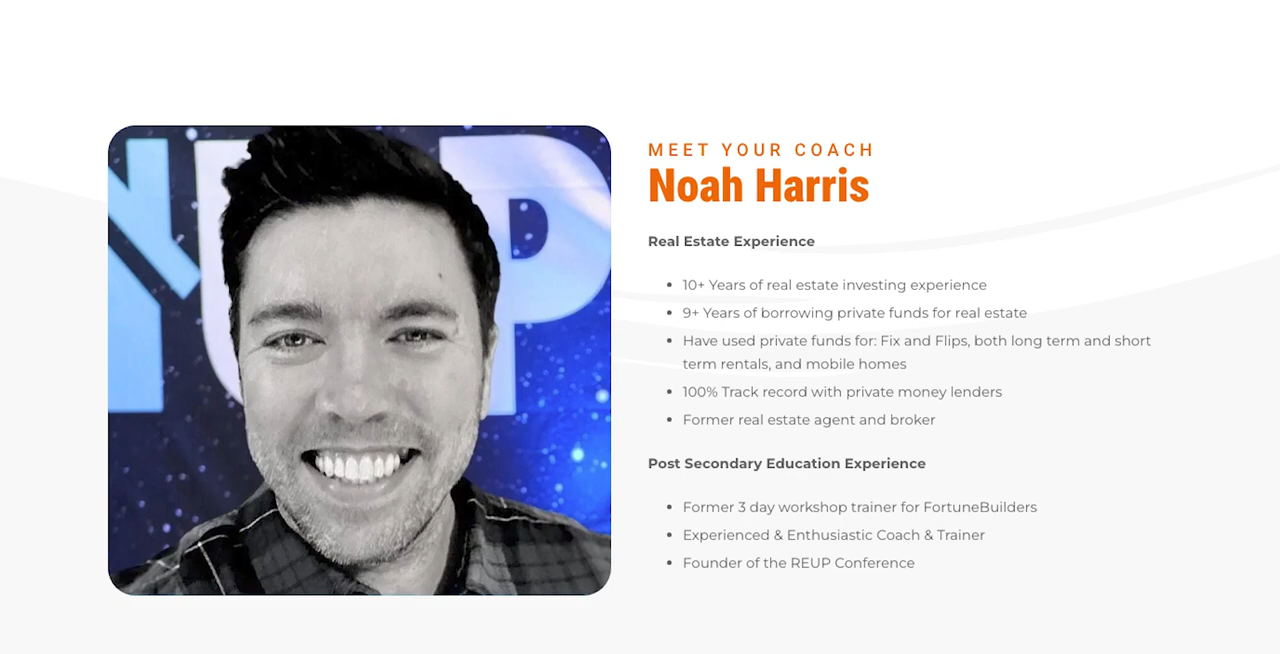 YUP
MEET YOUR COACH
Noah Harris
Real Estate Experience
10+ Years of real estate investing experience
9+ Years of borrowing private funds for real estate
Have used private funds for: Fix and Flips, both long term and short
term rentals, and mobile homes
100% Track record with private money lenders
Former real estate agent and broker
Post Secondary Education Experience
Former 3 day workshop trainer for FortuneBuilders
Experienced & Enthusiastic Coach & Trainer
Founder of the REUP Conference